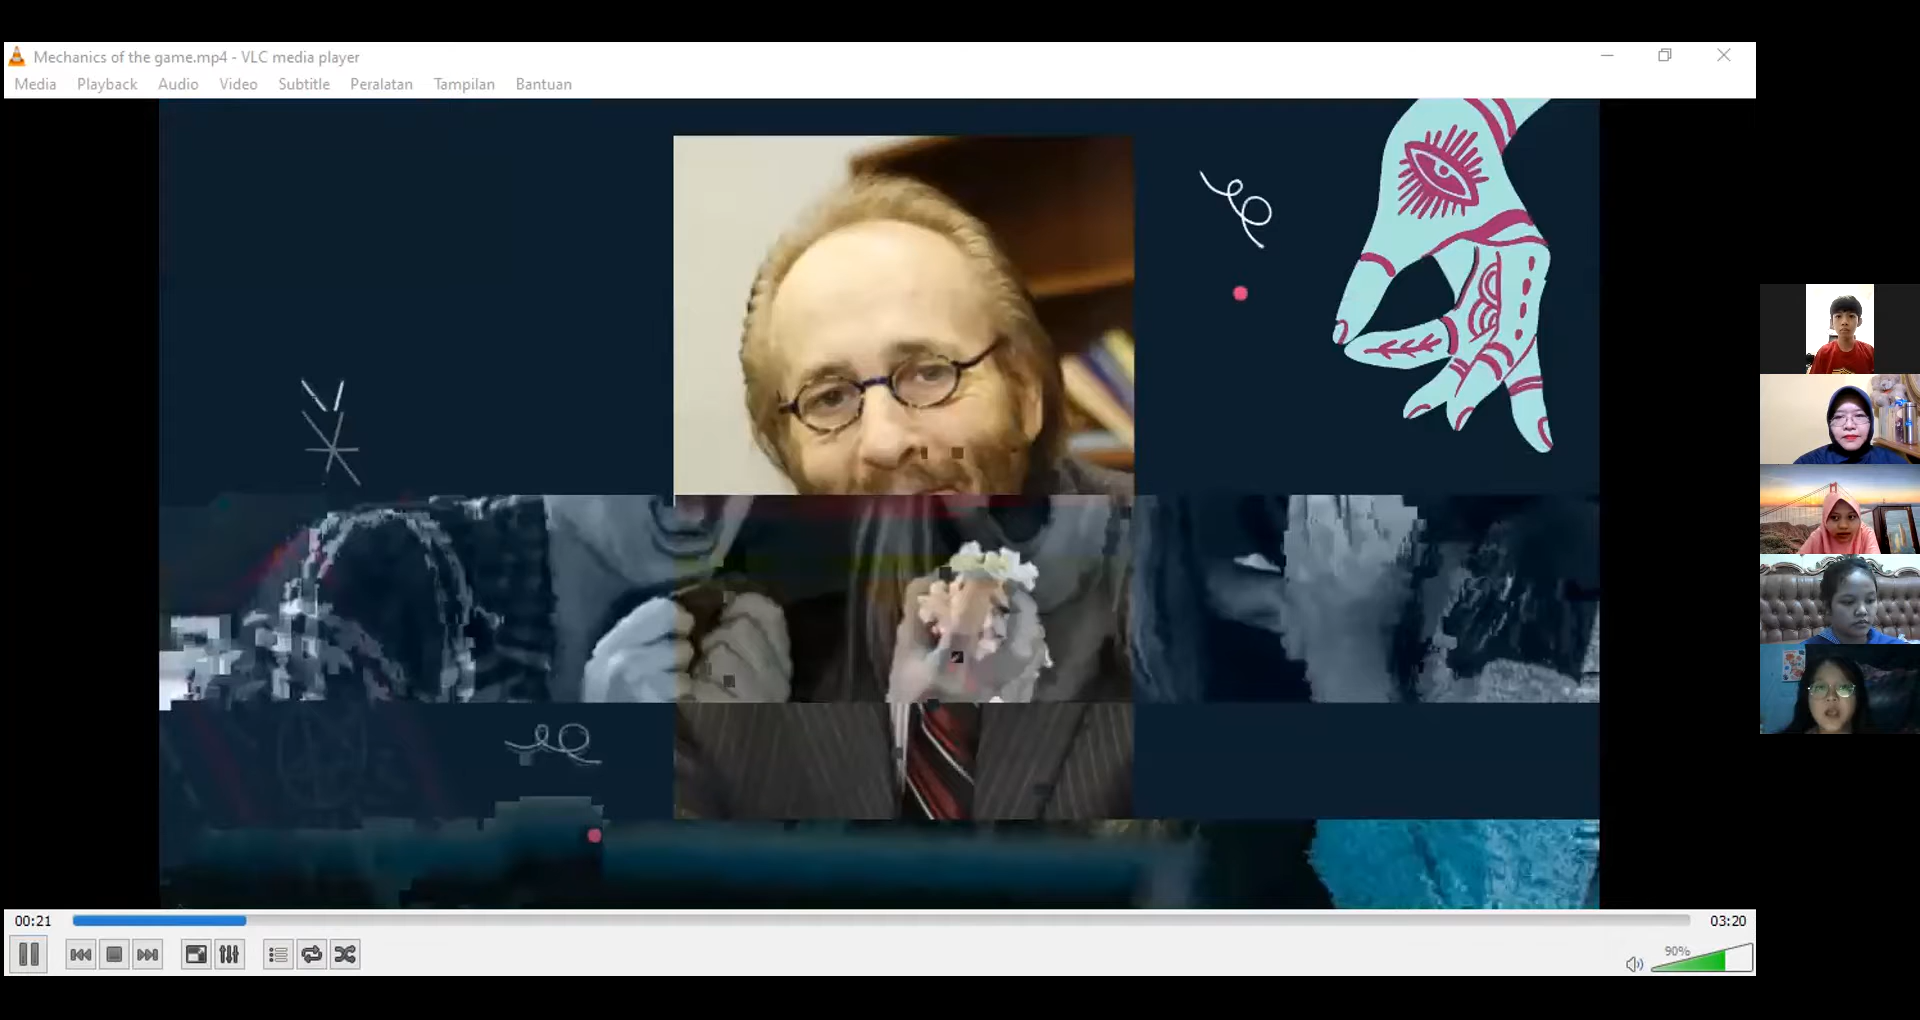 Mechanics of the game.mp4 - VLC media player
Media Playback Audio Video Subtitle Peralatan Tampilan Bantuan
00:21
03:20
90%